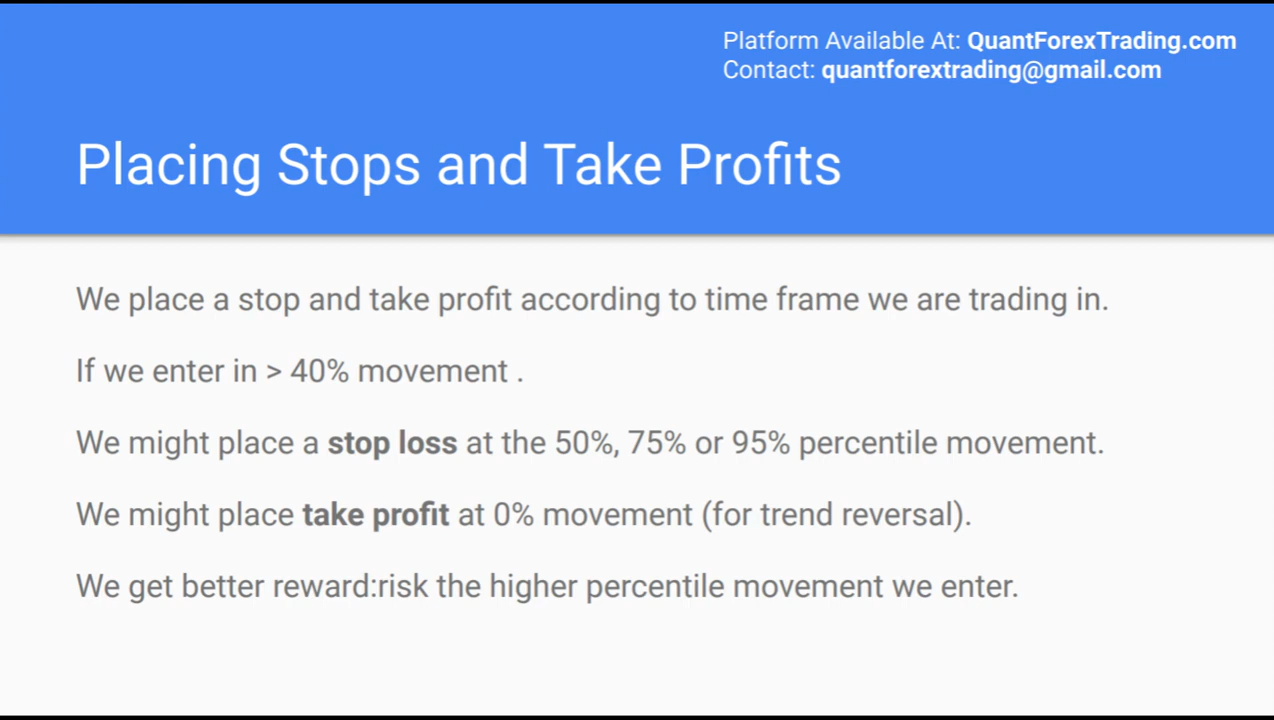 Platform Available At: QuantForexTrading.com
Contact: quantforextrading@gmail.com
Placing Stops and Take Profits
We place a stop and take profit according to time frame we are trading in.
If we enter in > 40% movement .
We might place a stop loss at the 50%, 75% or 95% percentile movement.
We might place take profit at 0% movement (for trend reversal).
We get better reward:risk the higher percentile movement we enter.